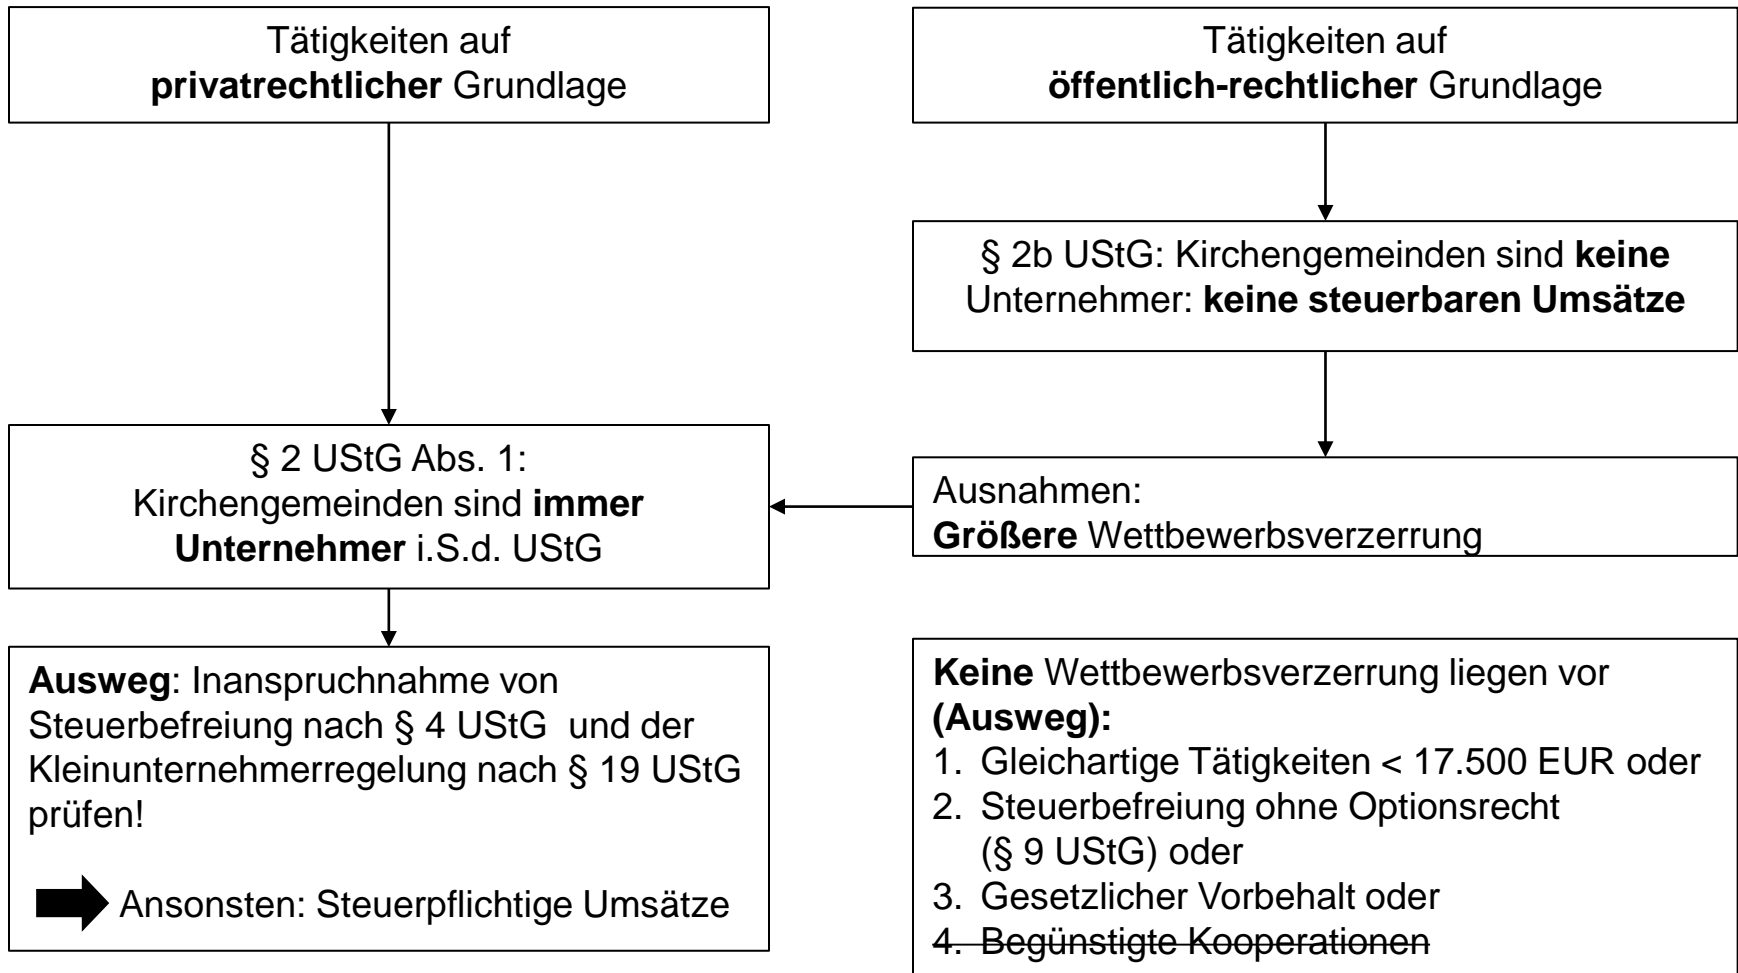 Tätigkeiten auf
privatrechtlicher Grundlage
Tätigkeiten auf
öffentlich-rechtlicher Grundlage
§ 2b UStG: Kirchengemeinden sind keine
Unternehmer: keine steuerbaren Umsätze
§ 2 UStG Abs. 1:
Kirchengemeinden sind immer
Unternehmer i.S.d. UStG
Ausnahmen:
Größere Wettbewerbsverzerrung
Ausweg: Inanspruchnahme von
Steuerbefreiung nach § 4 UStG und der
Kleinunternehmerregelung nach § 19 UStG
prüfen!
Ansonsten: Steuerpflichtige Umsätze
Keine Wettbewerbsverzerrung liegen vor
(Ausweg):
1. Gleichartige Tätigkeiten < 17.500 EUR oder
2. Steuerbefreiung ohne Optionsrecht
(§ 9 UStG) oder
3. Gesetzlicher Vorbehalt oder
4. Begünstigte Kooperationen